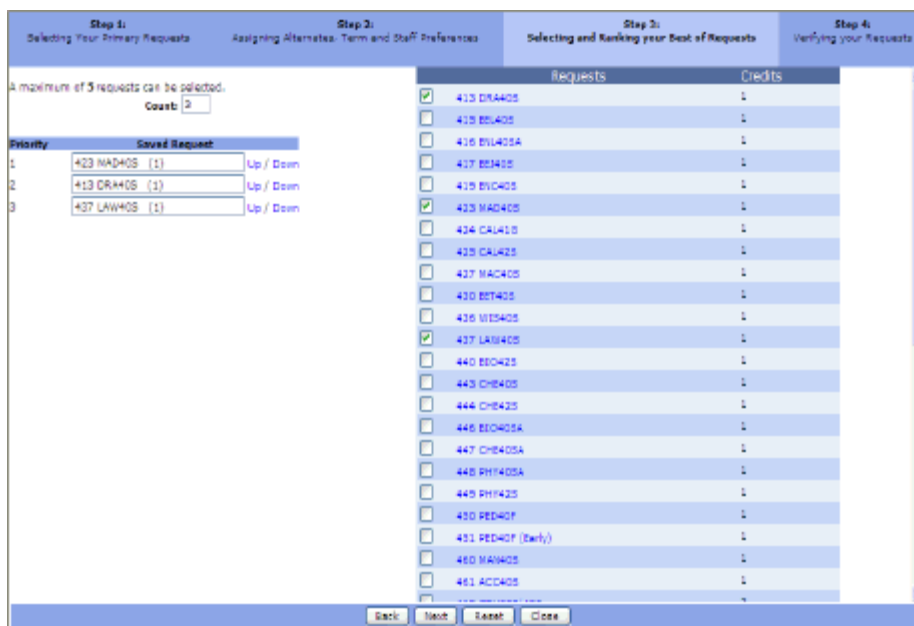 Step 1:
Selecting Your Primary Requests
Step 2:
Assigning Alternates, Term and Staff Preferences
Step 3:
Selecting and Ranking your Best of Requests
Step 4:
Verifying your Requests
A maximum of 5 requests can be selected.
Count: 3
Priority Saved Request
1 423 MAD40S (1) Up / Down
2 413 DRA40S (1) Up / Down
3 437 LAW40S (1) Up / Down
Requests Credits
413 DRA40S 1
415 BEL40S 1
416 ENL40SA 1
417 BEJ40S 1
419 ENC40S 1
423 MAD40S 1
424 CAL41S 1
425 CAL42S 1
427 MAC40S 1
430 EET40S 1
436 WIS40S 1
437 LAW40S 1
440 BIO42S 1
443 CHE40S 1
444 CHE42S 1
446 BIO40SA 1
447 CHE40SA 1
448 PHY40SA 1
449 PHY42S 1
450 PED40F 1
451 PED40F (Early) 1
460 MAN40S 1
461 ACC40S 1
Back Next Reset Close